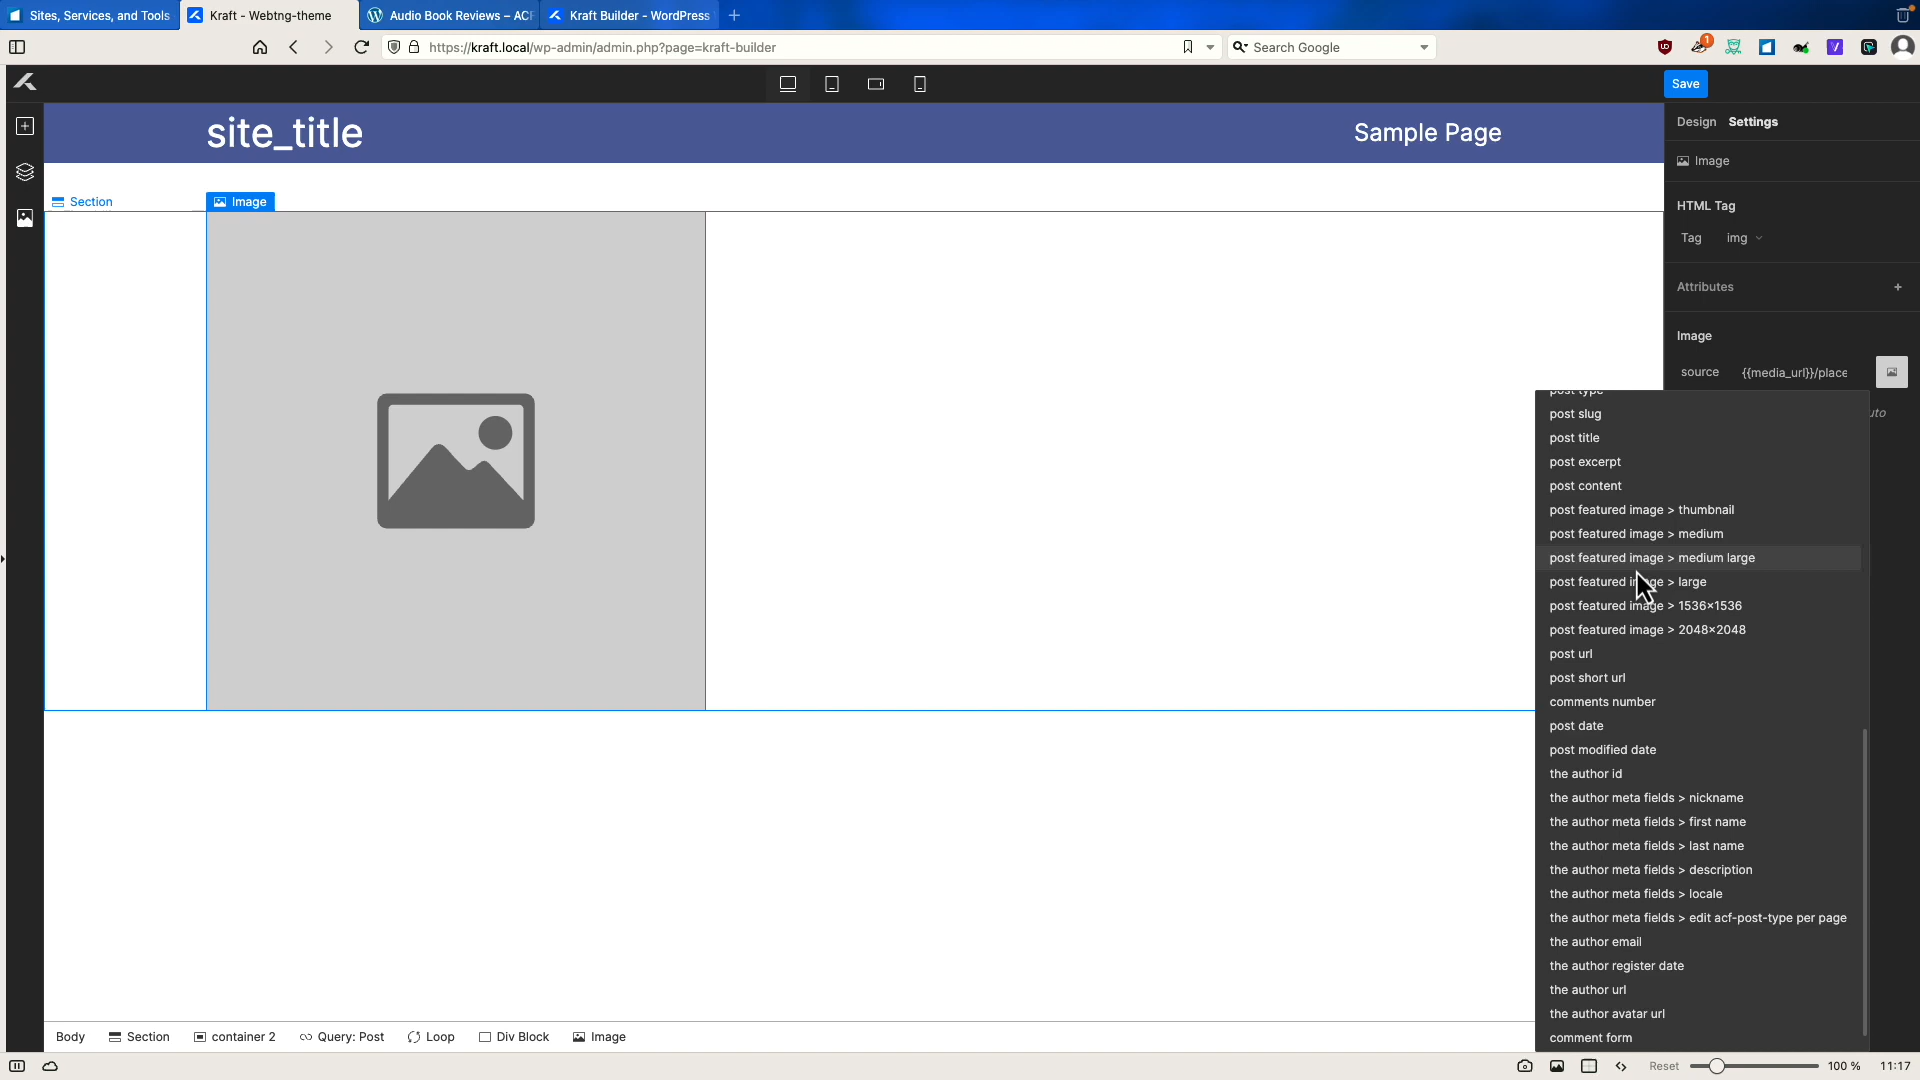 Sites, Services, and Tools
Kraft - Webtng-theme
Audio Book Reviews – ACF
Kraft Builder - WordPress
https://kraft.local/wp-admin/admin.php?page=kraft-builder
Search Google
1
Save
site_title
Sample Page
Design Settings
Image
Section
Image
HTML Tag
Tag img
Attributes
Image
source {{media_url}}/place
post type
post slug
post title
post excerpt
post content
post featured image > thumbnail
post featured image > medium
post featured image > medium large
post featured image > large
post featured image > 1536×1536
post featured image > 2048×2048
post url
post short url
comments number
post date
post modified date
the author id
the author meta fields > nickname
the author meta fields > first name
the author meta fields > last name
the author meta fields > description
the author meta fields > locale
the author meta fields > edit acf-post-type per page
the author email
the author register date
the author url
the author avatar url
comment form
Body Section container 2 Query: Post Loop Div Block Image
Reset 100 % 11:17